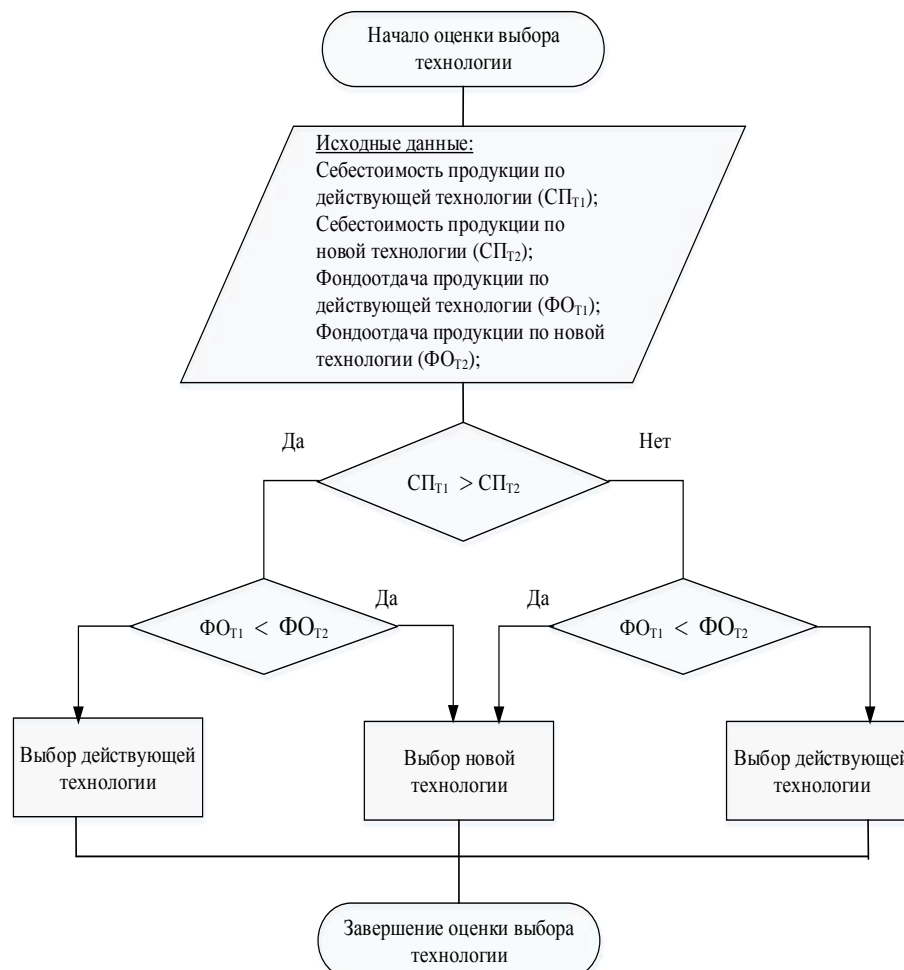 Начало оценки выбора
технологии
Исходные данные:
Себестоимость продукции по
действующей технологии (СПТ1);
Себестоимость продукции по
новой технологии (СПТ2);
Фондоотдача продукции по
действующей технологии (ФОТ1);
Фондоотдача продукции по новой
технологии (ФОТ2);
Да
Нет
СПТ1 > СПТ2
Да
Да
ФОТ1 < ФОТ2
ФОТ1 < ФОТ2
Выбор действующей
технологии
Выбор новой
технологии
Выбор действующей
технологии
Завершение оценки выбора
технологии